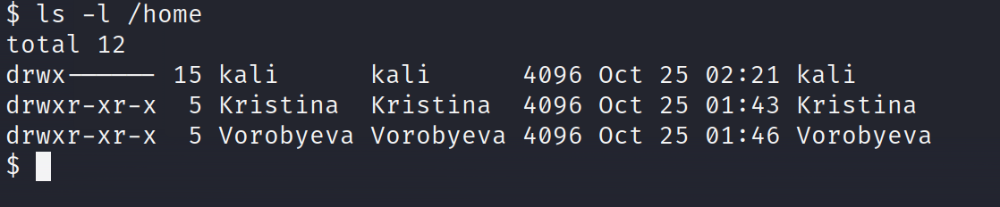 $ ls -l /home
total 12
drwx------ 15 kali      kali      4096 Oct 25 02:21 kali
drwxr-xr-x  5 Kristina  Kristina  4096 Oct 25 01:43 Kristina
drwxr-xr-x  5 Vorobyeva Vorobyeva 4096 Oct 25 01:46 Vorobyeva
$